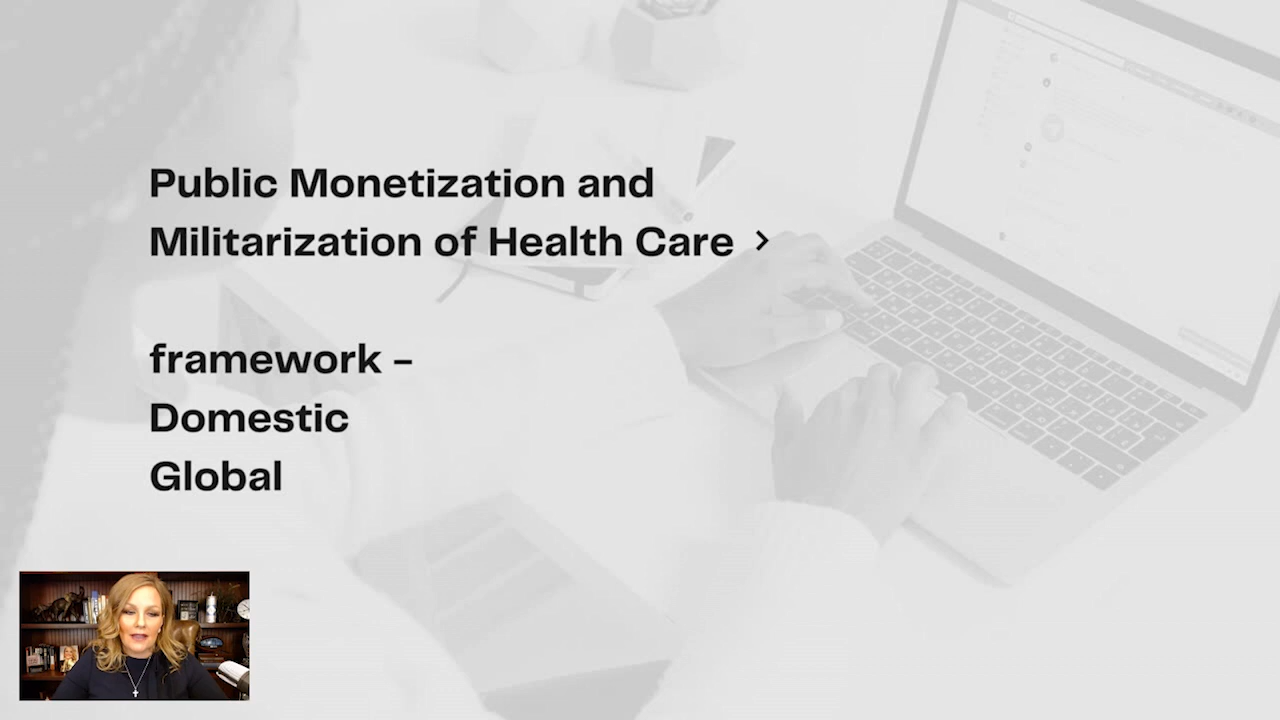 Public Monetization and
Militarization of Health Care >
framework –
Domestic
Global